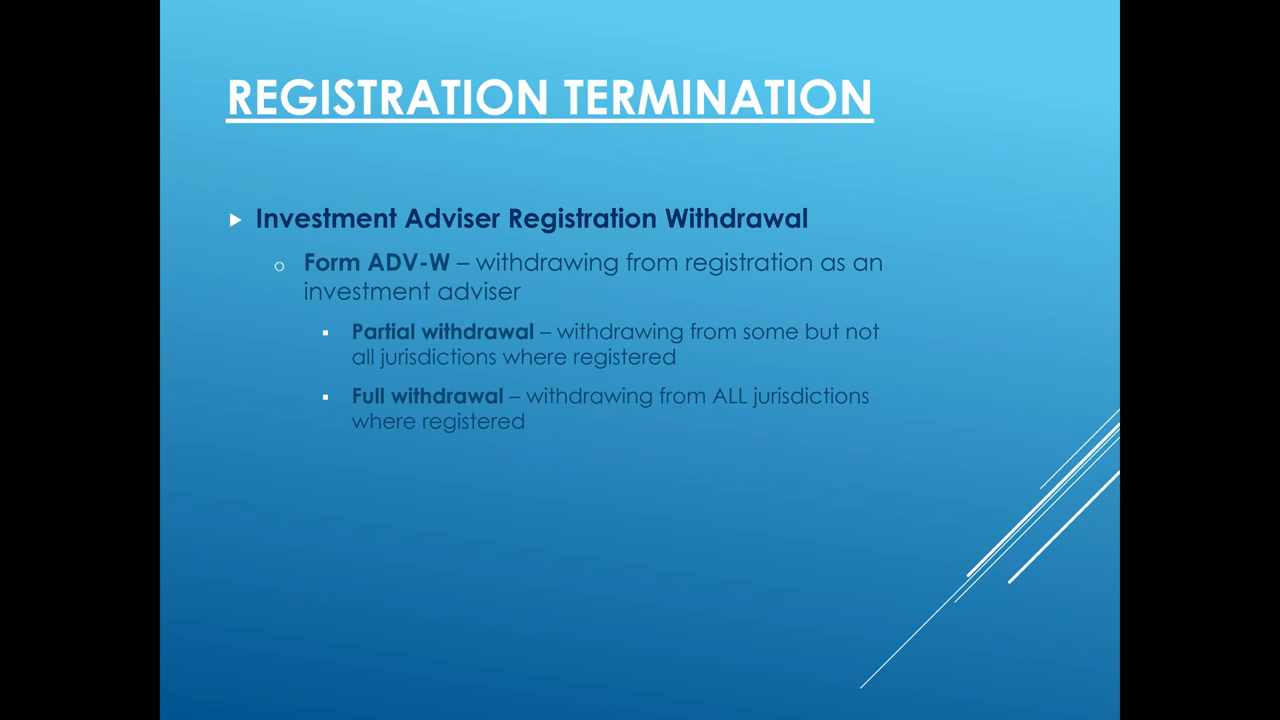 REGISTRATION TERMINATION
Investment Adviser Registration Withdrawal
Form ADV-W – withdrawing from registration as an
investment adviser
Partial withdrawal – withdrawing from some but not
all jurisdictions where registered
Full withdrawal – withdrawing from ALL jurisdictions
where registered